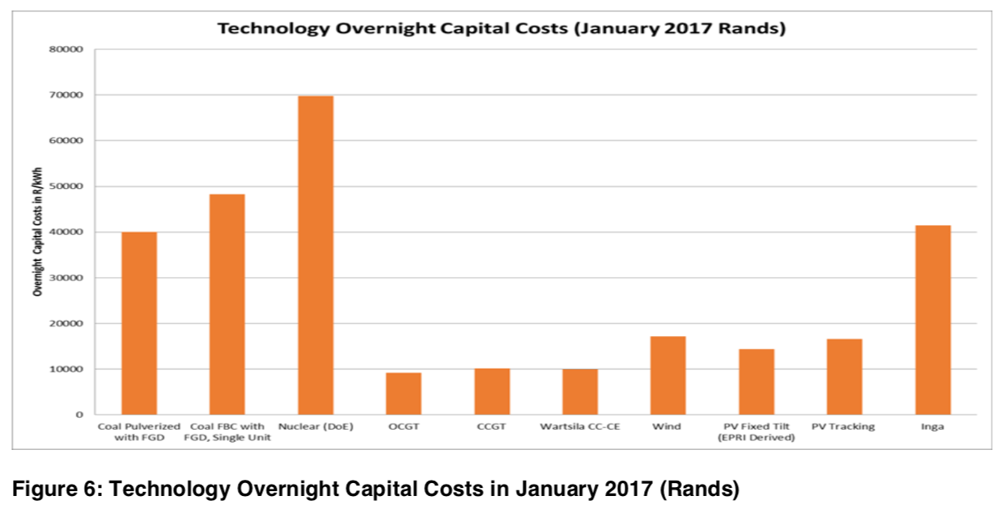 Technology Overnight Capital Costs (January 2017 Rands)
Overnight Capital Costs in R/kWh
80000
70000
60000
50000
40000
30000
20000
10000
0
Coal Pulverized
with FGD
Coal FBC with
FGD, Single Unit
Nuclear (DoE)
OCGT
CCGT
Wartsila CC-CE
Wind
PV Fixed Tilt
(EPRI Derived)
PV Tracking
Inga
Figure 6: Technology Overnight Capital Costs in January 2017 (Rands)